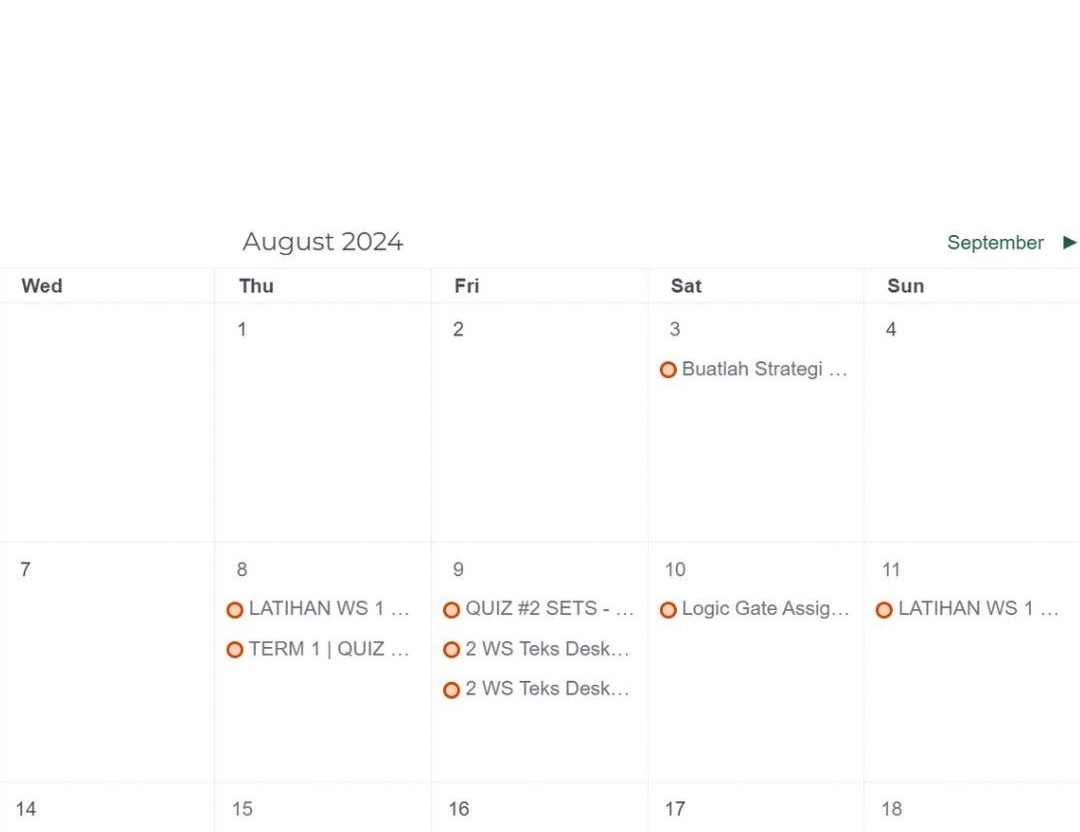 August 2024
September ►
Wed Thu Fri Sat Sun
1 2 3 4
Buatlah Strategi ...
7 8 9 10 11
LATIHAN WS 1 ... QUIZ #2 SETS - ... Logic Gate Assig... LATIHAN WS 1 ...
TERM 1 | QUIZ ... 2 WS Teks Desk...
2 WS Teks Desk...
14 15 16 17 18